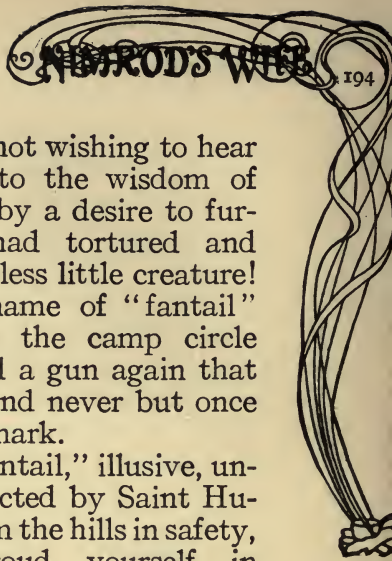 NIMROD'S WIFE
194
not wishing to hear
to the wisdom of
by a desire to fur-
had tortured and
less little creature!
name of "fantail"
the camp circle
a gun again that
nd never but once
mark.
ntail," illusive, un-
cted by Saint Hu-
n the hills in safety,
yourself in